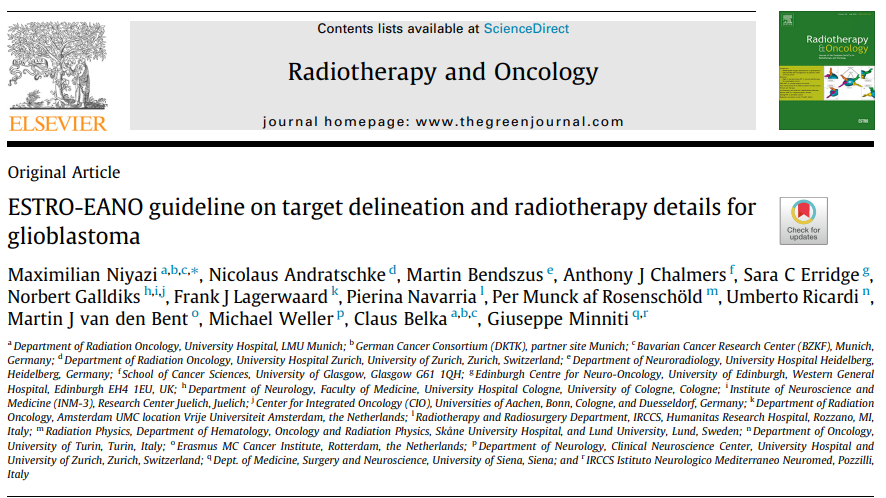 Contents lists available at ScienceDirect
Radiotherapy and Oncology
journal homepage: www.thegreenjournal.com
ELSEVIER
Radiotherapy
&Oncology
Original Article
ESTRO-EANO guideline on target delineation and radiotherapy details for
glioblastoma
Check for
updates
Maximilian Niyazi a,b,c,*, Nicolaus Andratschke d, Martin Bendszus e, Anthony J Chalmers f, Sara C Erridge g,
Norbert Galldiks h,i,j, Frank J Lagerwaard k, Pierina Navarria l, Per Munck af Rosenschöld m, Umberto Ricardi n,
Martin J van den Bent o, Michael Weller p, Claus Belka a,b,c, Giuseppe Minniti q,r
a Department of Radiation Oncology, University Hospital, LMU Munich; b German Cancer Consortium (DKTK), partner site Munich; c Bavarian Cancer Research Center (BZKF), Munich,
Germany; d Department of Radiation Oncology, University Hospital Zurich, University of Zurich, Zurich, Switzerland; e Department of Neuroradiology, University Hospital Heidelberg,
Heidelberg, Germany; f School of Cancer Sciences, University of Glasgow, Glasgow G61 1QH; g Edinburgh Centre for Neuro-Oncology, University of Edinburgh, Western General
Hospital, Edinburgh EH4 1EU, UK; h Department of Neurology, Faculty of Medicine, University Hospital Cologne, University of Cologne, Cologne; i Institute of Neuroscience and
Medicine (INM-3), Research Center Juelich, Juelich; j Center for Integrated Oncology (CIO), Universities of Aachen, Bonn, Cologne, and Duesseldorf, Germany; k Department of Radiation
Oncology, Amsterdam UMC location Vrije Universiteit Amsterdam, the Netherlands; l Radiotherapy and Radiosurgery Department, IRCCS, Humanitas Research Hospital, Rozzano, MI,
Italy; m Radiation Physics, Department of Hematology, Oncology and Radiation Physics, Skåne University Hospital, and Lund University, Lund, Sweden; n Department of Oncology,
University of Turin, Turin, Italy; o Erasmus MC Cancer Institute, Rotterdam, the Netherlands; p Department of Neurology, Clinical Neuroscience Center, University Hospital and
University of Zurich, Zurich, Switzerland; q Dept. of Medicine, Surgery and Neuroscience, University of Siena, Siena; and r IRCCS Istituto Neurologico Mediterraneo Neuromed, Pozzilli,
Italy